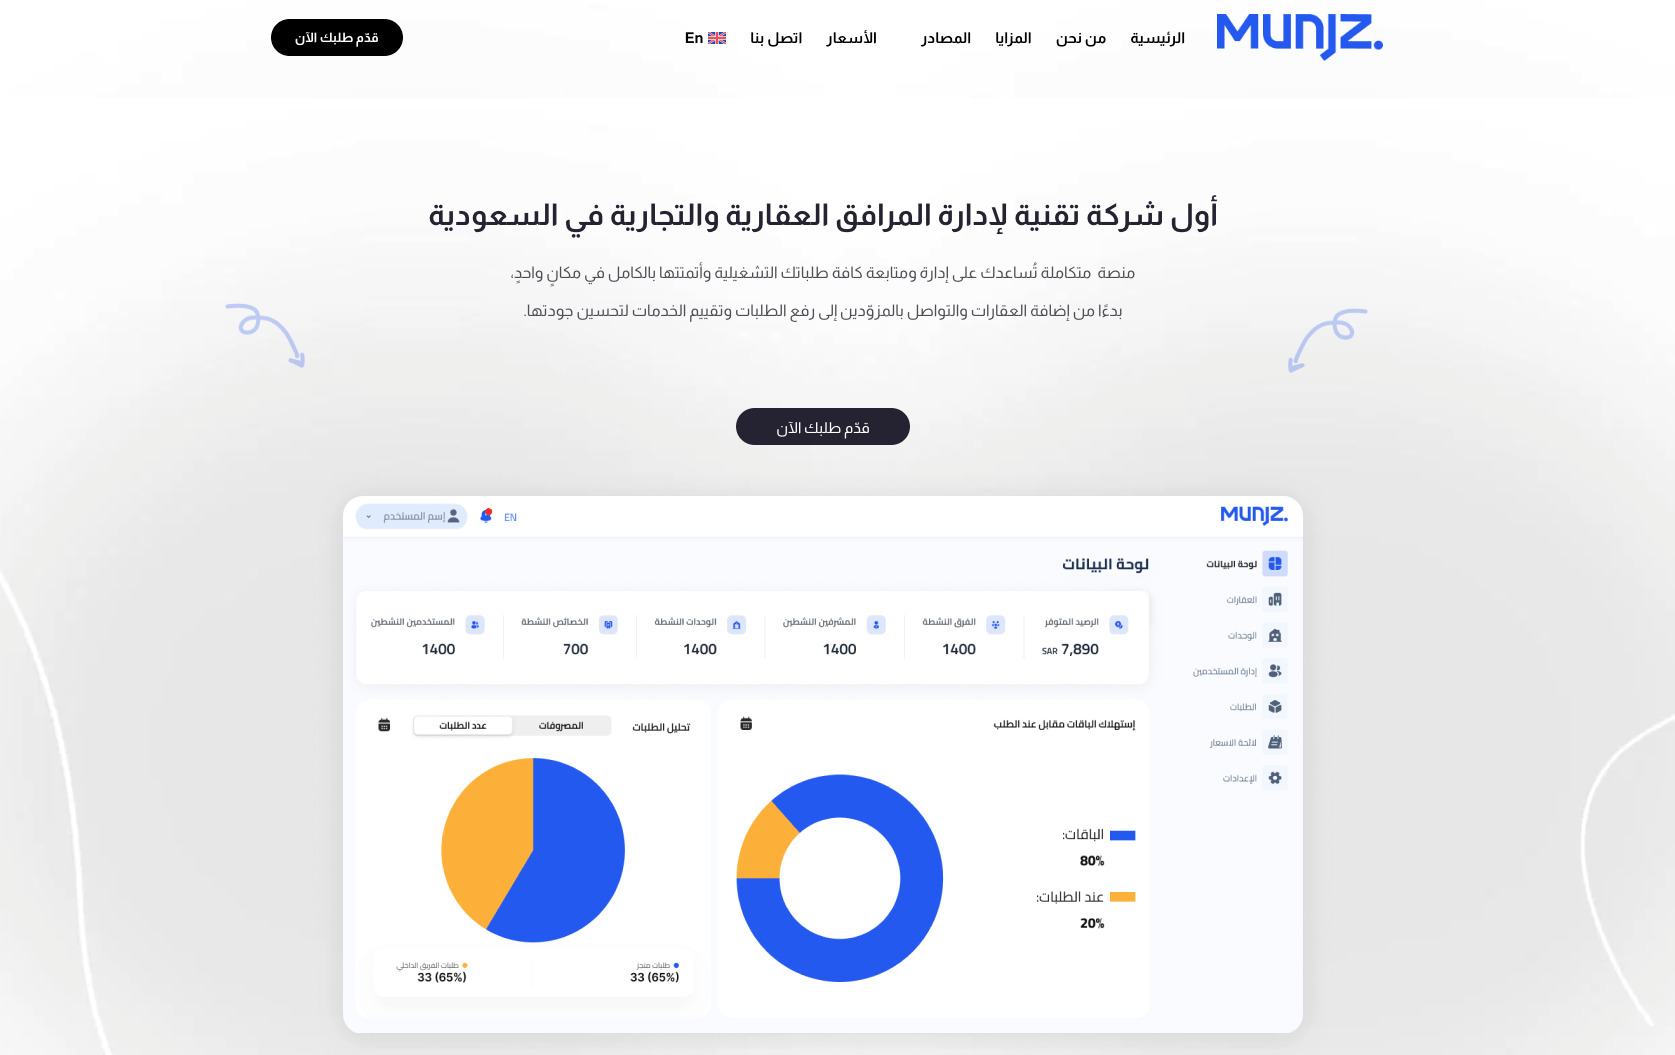 MUNJZ.
الرئيسية
من نحن
المزايا
المصادر
الأسعار
اتصل بنا
En
قدّم طلبك الآن
أول شركة تقنية لإدارة المرافق العقارية والتجارية في السعودية
منصة متكاملة تُساعدك على إدارة ومتابعة كافة طلباتك التشغيلية وأتمتتها بالكامل في مكانٍ واحدٍ،
بدءًا من إضافة العقارات والتواصل بالمزوّدين إلى رفع الطلبات وتقييم الخدمات لتحسين جودتها.
قدّم طلبك الآن
MUNJZ.
EN
إسم المستخدم
لوحة البيانات
العقارات
الوحدات
إدارة المستخدمين
الطلبات
لائحة الاسعار
الإعدادات
لوحة البيانات
الرصيد المتوفر
7,890 SAR
الفرق النشطة
1400
المشرفين النشطين
1400
الوحدات النشطة
1400
الخصائص النشطة
700
المستخدمين النشطين
1400
إستهلاك الباقات مقابل عند الطلب
الباقات:
80%
عند الطلبات:
20%
تحليل الطلبات
المصروفات
عدد الطلبات
طلبات منجز
33 (65%)
طلبات الفريق الداخلي
33 (65%)